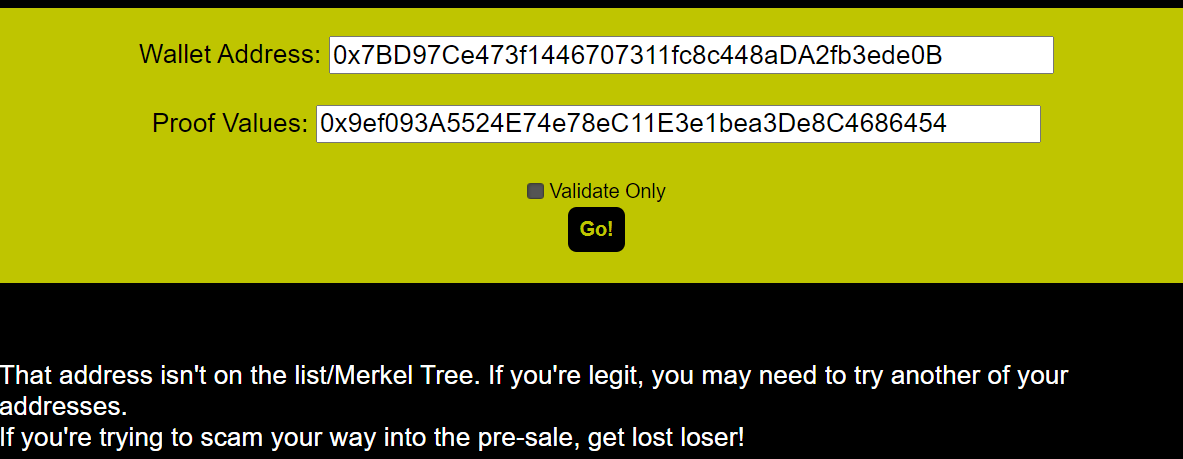 Wallet Address: 0x7BD97Ce473f1446707311fc8c448aDA2fb3ede0B
Proof Values: 0x9ef093A5524E74e78eC11E3e1bea3De8C4686454
Validate Only
Go!
That address isn't on the list/Merkel Tree. If you're legit, you may need to try another of your
addresses.
If you're trying to scam your way into the pre-sale, get lost loser!